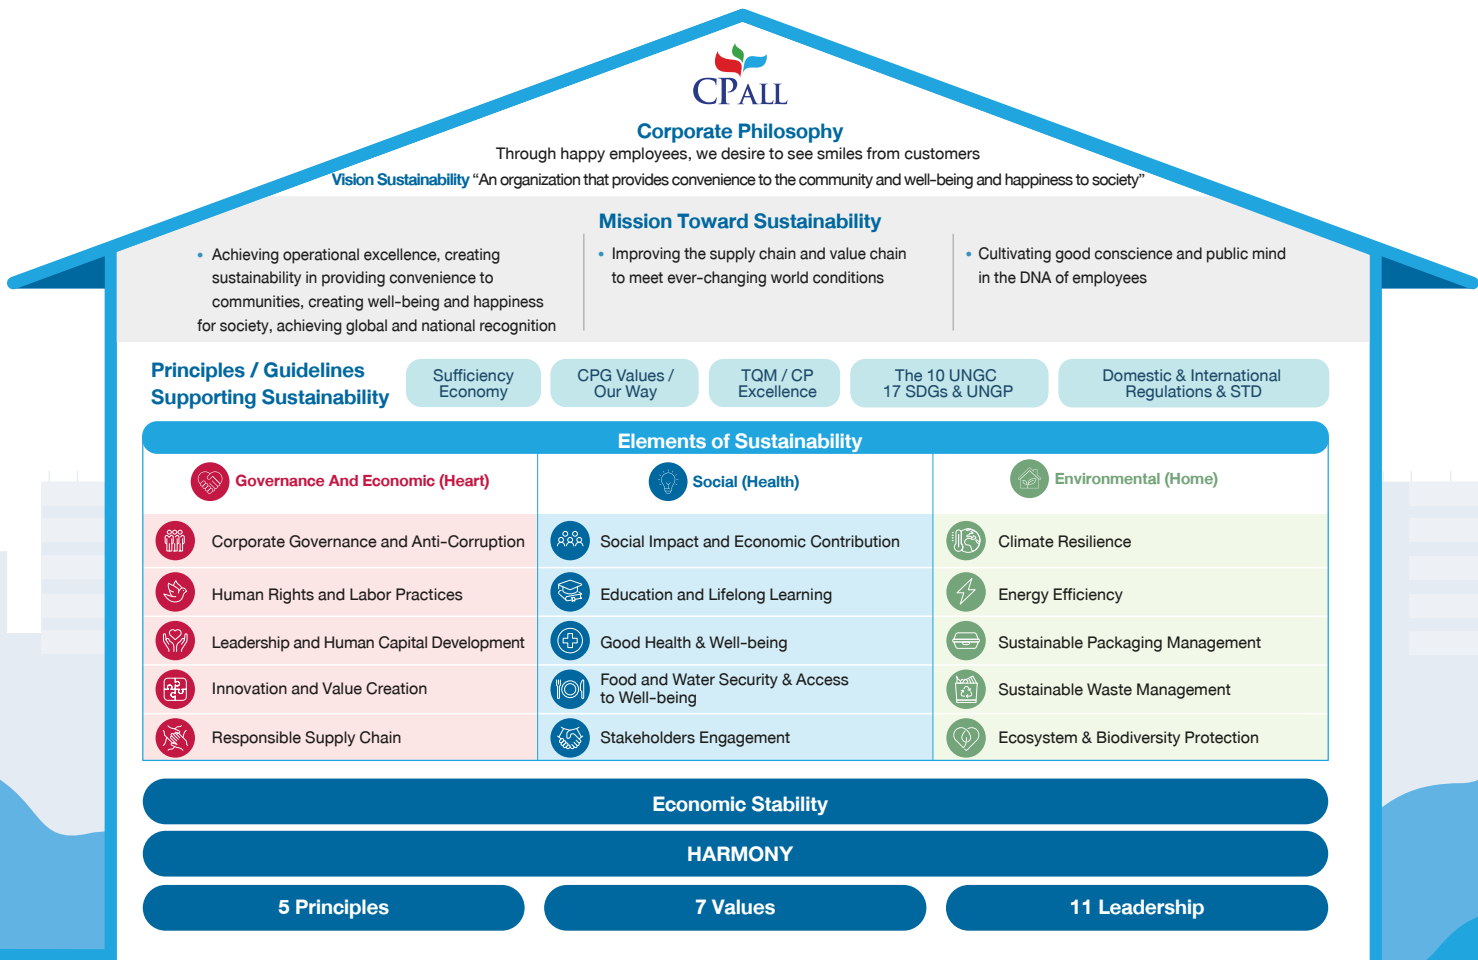 CPALL
Corporate Philosophy
Through happy employees, we desire to see smiles from customers
Vision Sustainability “An organization that provides convenience to the community and well-being and happiness to society”
Mission Toward Sustainability
• Achieving operational excellence, creating
sustainability in providing convenience to
communities, creating well-being and happiness
for society, achieving global and national recognition
• Improving the supply chain and value chain
to meet ever-changing world conditions
• Cultivating good conscience and public mind
in the DNA of employees
Principles / Guidelines
Supporting Sustainability
Sufficiency
Economy
CPG Values /
Our Way
TQM / CP
Excellence
The 10 UNGC
17 SDGs & UNGP
Domestic & International
Regulations & STD
Elements of Sustainability
Governance And Economic (Heart)
Corporate Governance and Anti-Corruption
Human Rights and Labor Practices
Leadership and Human Capital Development
Innovation and Value Creation
Responsible Supply Chain
Social (Health)
Social Impact and Economic Contribution
Education and Lifelong Learning
Good Health & Well-being
Food and Water Security & Access
to Well-being
Stakeholders Engagement
Environmental (Home)
Climate Resilience
Energy Efficiency
Sustainable Packaging Management
Sustainable Waste Management
Ecosystem & Biodiversity Protection
Economic Stability
HARMONY
5 Principles
7 Values
11 Leadership